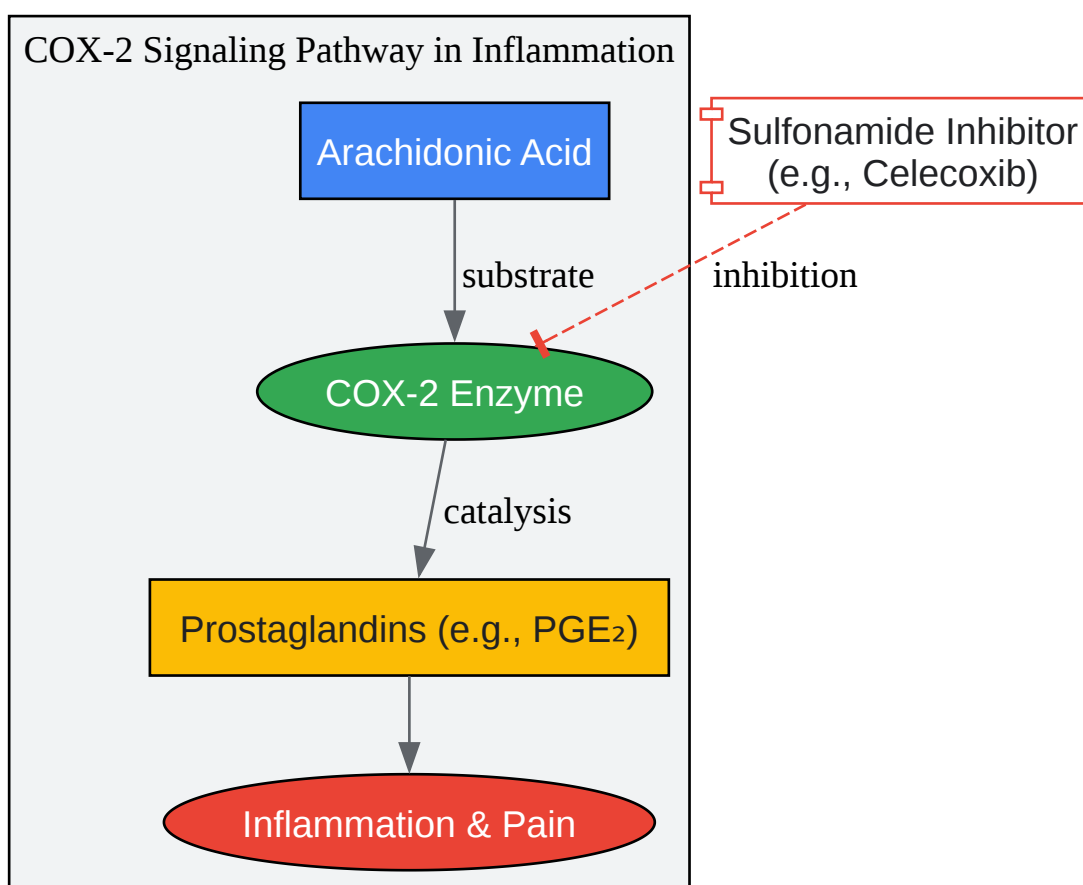 COX-2 Signaling Pathway in Inflammation
Arachidonic Acid
Sulfonamide Inhibitor
(e.g., Celecoxib)
substrate
inhibition
COX-2 Enzyme
catalysis
Prostaglandins (e.g., PGE₂)
Inflammation & Pain